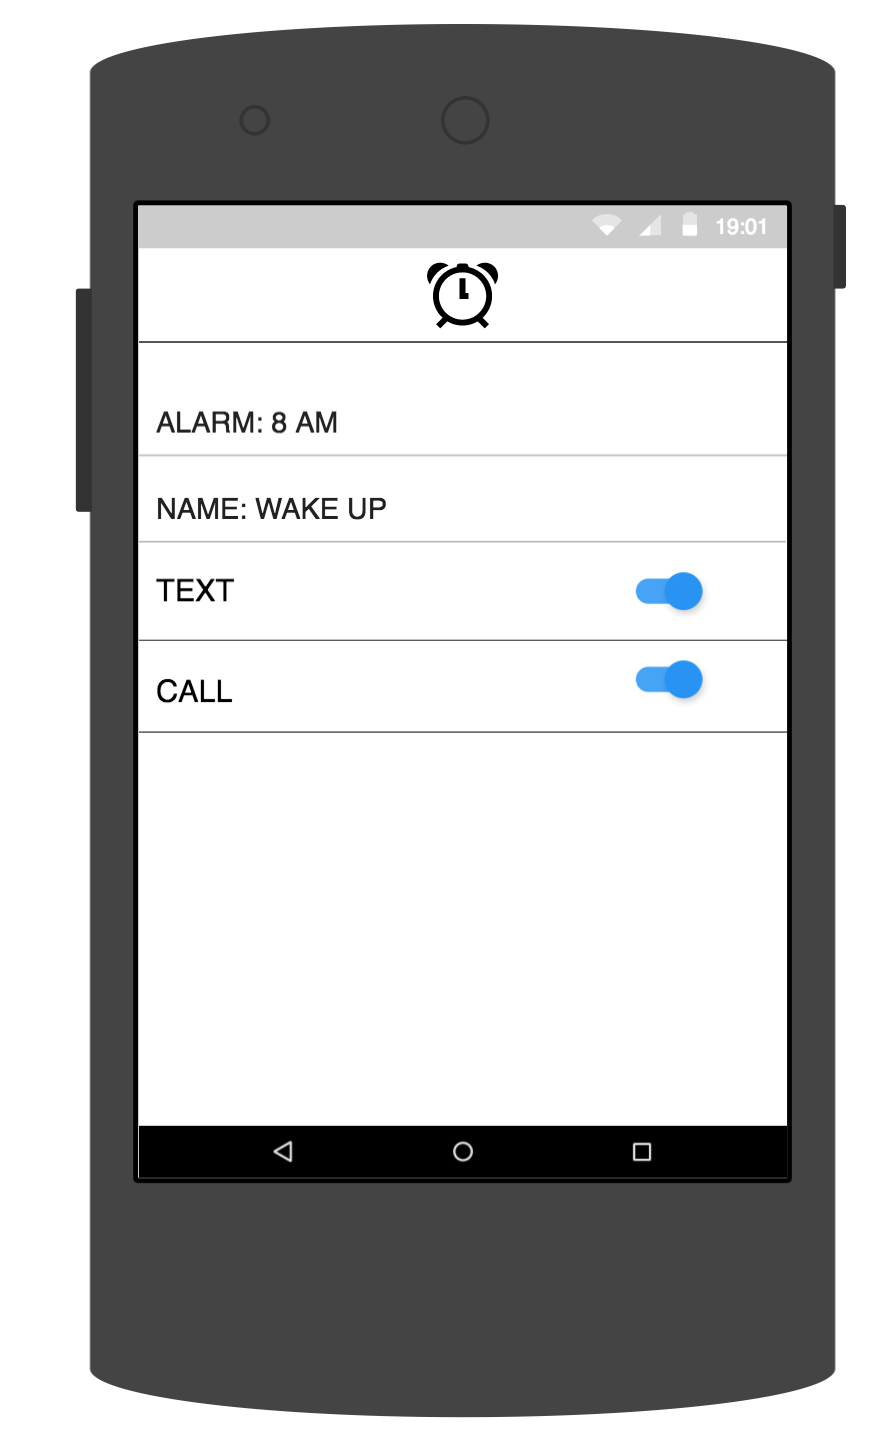 19:01
ALARM: 8 AM
NAME: WAKE UP
TEXT
CALL